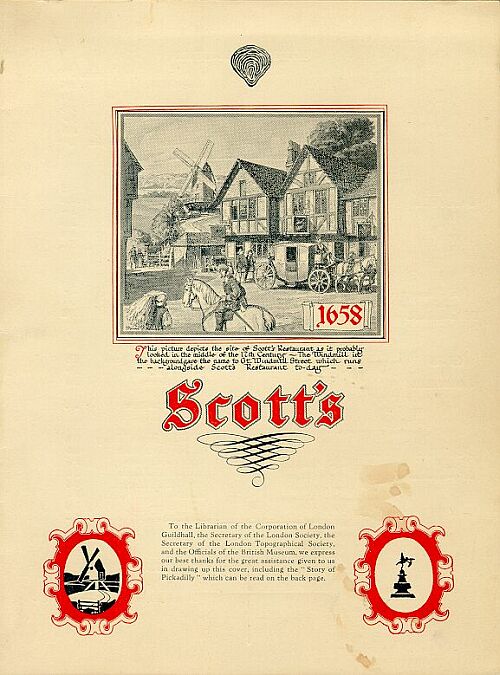 1658
This picture depicts the site of Scott's Restaurant as it probably
looked in the middle of the 17th Century ~ The Windmill in
the background gave the name to Gt. Windmill Street which runs
alongside Scott's Restaurant to-day
Scott's
To the Librarian of the Corporation of London
Guildhall, the Secretary of the London Society, the
Secretary of the London Topographical Society,
and the Officials of the British Museum, we express
our best thanks for the great assistance given to us
in drawing up this cover, including the "Story of
Pickadilly" which can be read on the back page.